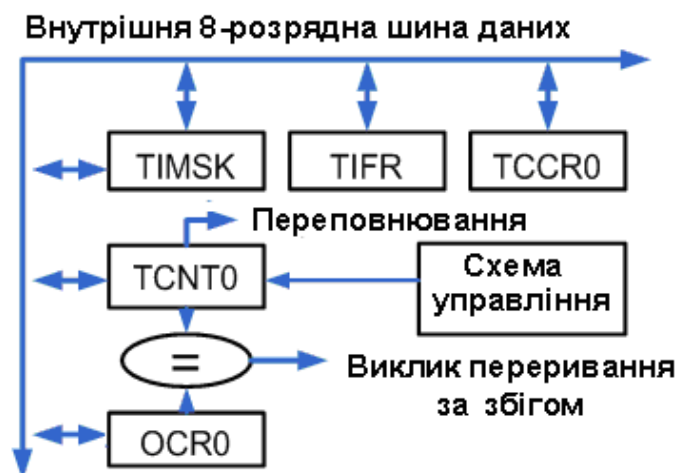 Внутрішня 8-розрядна шина даних
TIMSK
TIFR
TCCR0
Переповнювання
TCNT0
Схема
управління
=
Виклик переривання
за збігом
OCR0